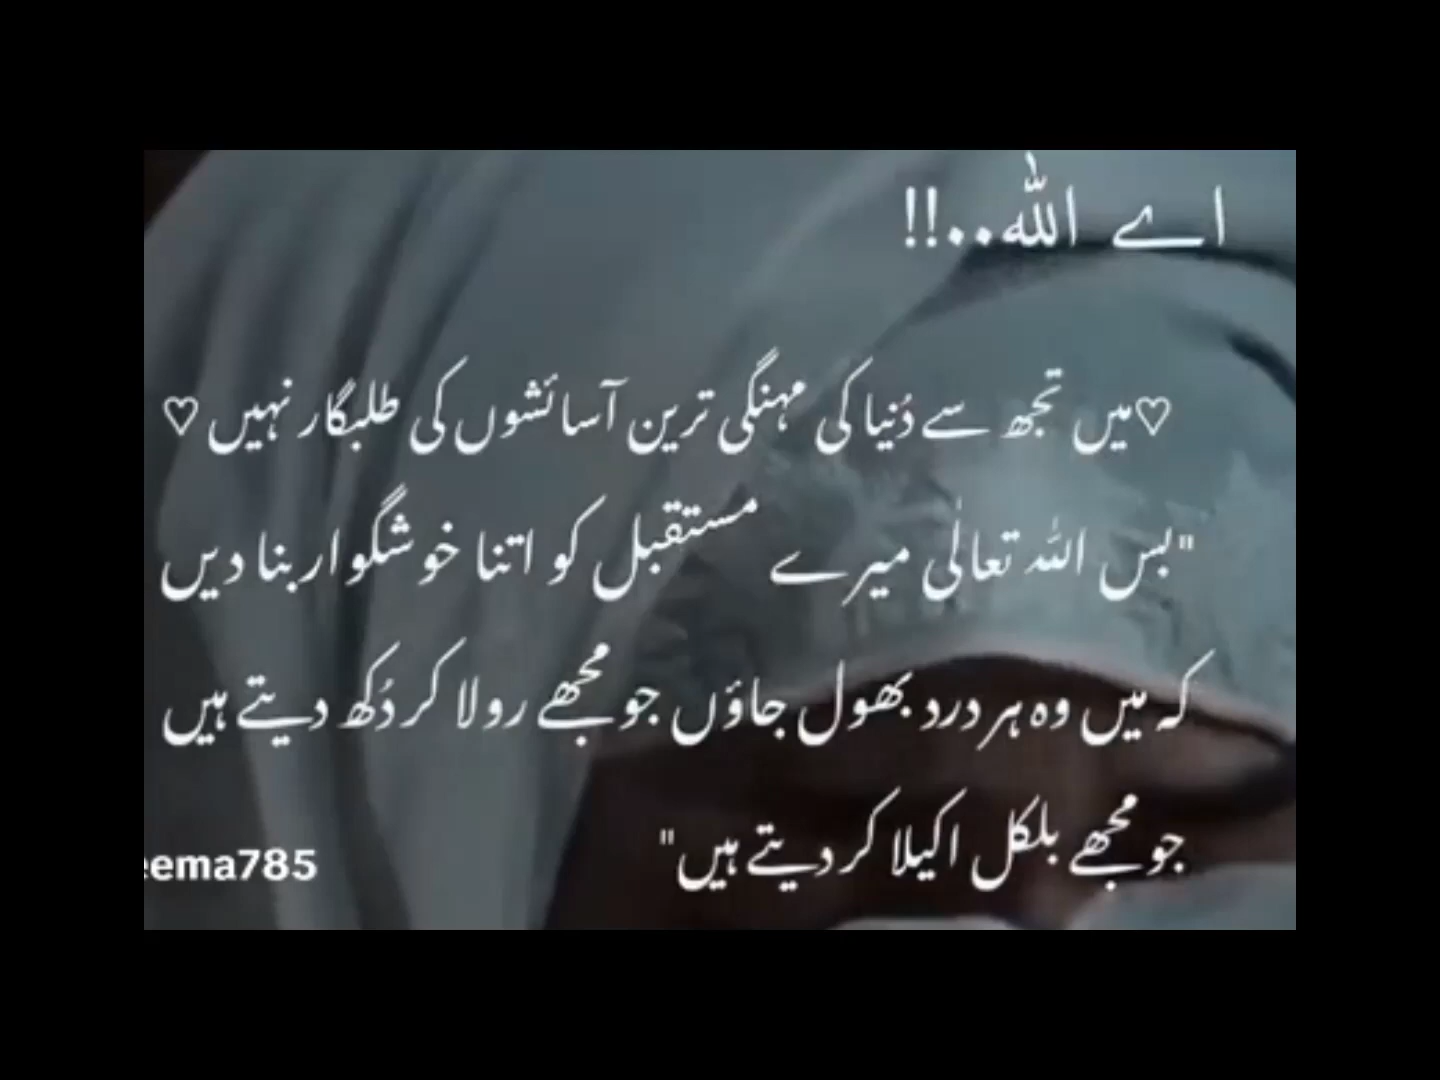 اے اللہ۰۰!!
♡میں تجھ سے دُنیا کی مہنگی ترین آسائشوں کی طلبگار نہیں♡
"بس اللہ تعالٰی میرے مستقبل کو اتنا خوشگوار بنا دیں
کہ میں وہ ہر درد بھول جاؤں جو مجھے رولا کر دُکھ دیتے ہیں
جو مجھے بلکل اکیلا کر دیتے ہیں"
eema785